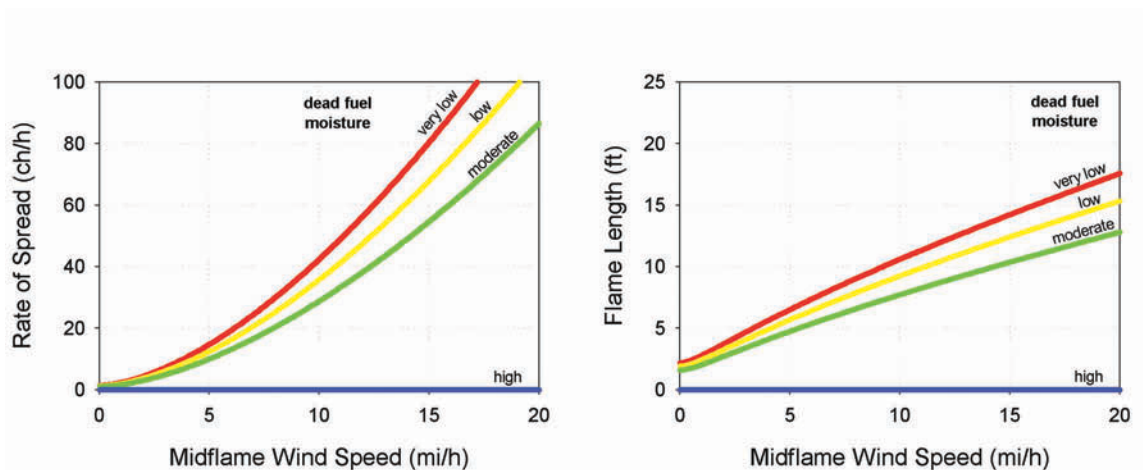 Rate of Spread (ch/h)
100
80
60
40
20
0
dead fuel
moisture
very low
low
moderate
high
0 5 10 15 20
Midflame Wind Speed (mi/h)
Flame Length (ft)
25
20
15
10
5
0
dead fuel
moisture
very low
low
moderate
high
0 5 10 15 20
Midflame Wind Speed (mi/h)